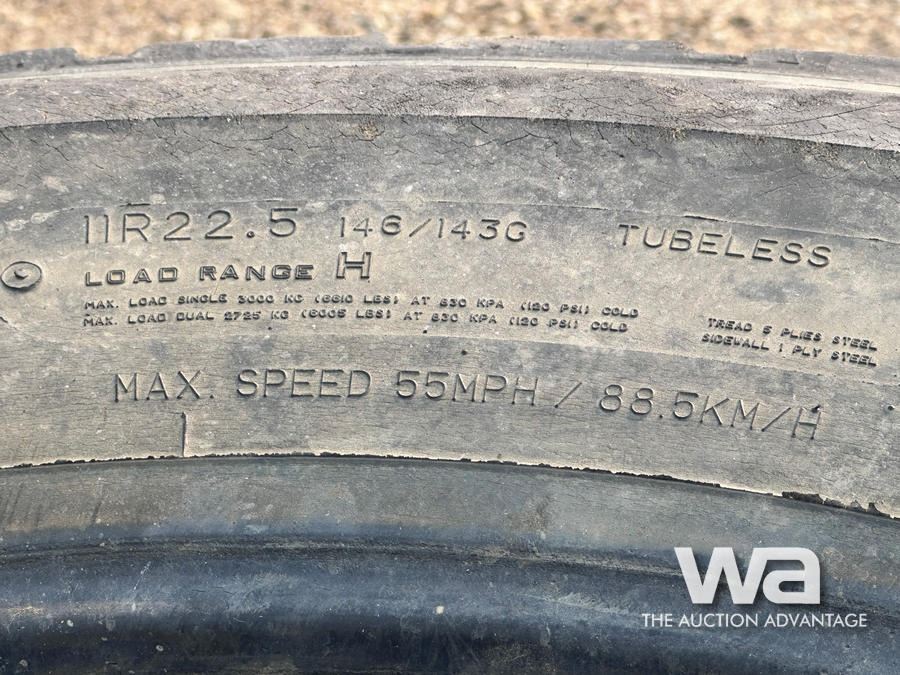 11R22.5 146/143G TUBELESS
LOAD RANGE H
MAX. LOAD SINGLE 3000 KG (6610 LBS) AT 830 KPA (120 PSI) COLD
MAX. LOAD DUAL 2725 KG (6005 LBS) AT 830 KPA (120 PSI) COLD
TREAD 5 PLIES STEEL
SIDEWALL 1 PLY STEEL
MAX. SPEED 55MPH / 88.5KM/H
wa
THE AUCTION ADVANTAGE